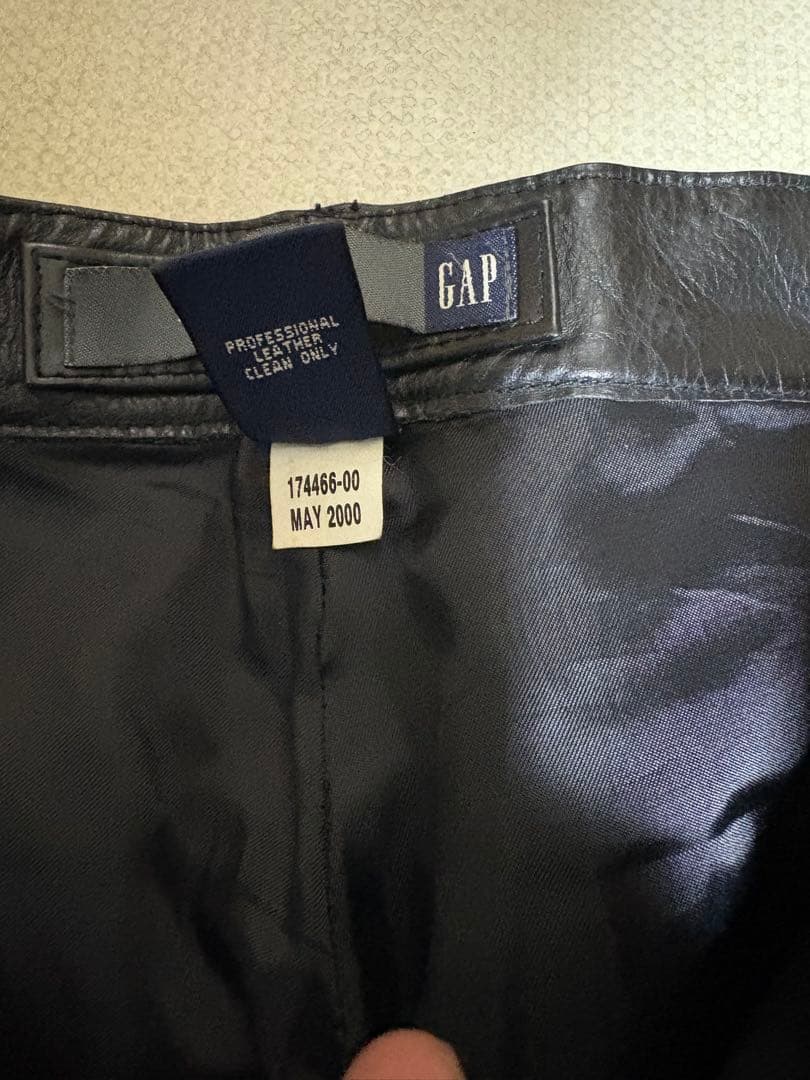 GAP
PROFESSIONAL
LEATHER
CLEAN ONLY
174466-00
MAY 2000